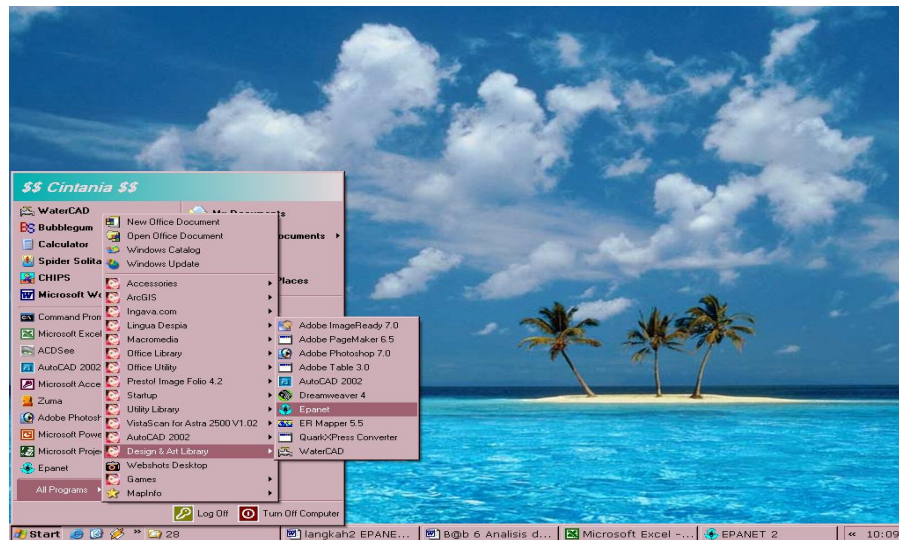 $$ Cintania $$
WaterCAD
Bubblegum
Calculator
Spider Solita
CHIPS
Microsoft Wo
Command Prom
Microsoft Excel
ACDSee
AutoCAD 2002
Microsoft Acce
Zuma
Adobe Photosh
Microsoft Powe
Microsoft Proje
Epanet
All Programs
My Documents
ocuments
Places
New Office Document
Open Office Document
Windows Catalog
Windows Update
Accessories
ArcGIS
Ingava.com
Lingua Despia
Macromedia
Office Library
Office Utility
Prestol Image Folio 4.2
Startup
Utility Library
VistaScan for Astra 2500 V1.02
AutoCAD 2002
Design & Art Library
Webshots Desktop
Games
MapInfo
Adobe ImageReady 7.0
Adobe PageMaker 6.5
Adobe Photoshop 7.0
Adobe Table 3.0
AutoCAD 2002
Dreamweaver 4
Epanet
ER Mapper 5.5
QuarkXPress Converter
WaterCAD
Log Off
Turn Off Computer
Start » 28 langkah2 EPANE... B@b 6 Analisis d... Microsoft Excel -... EPANET 2 « 10:09